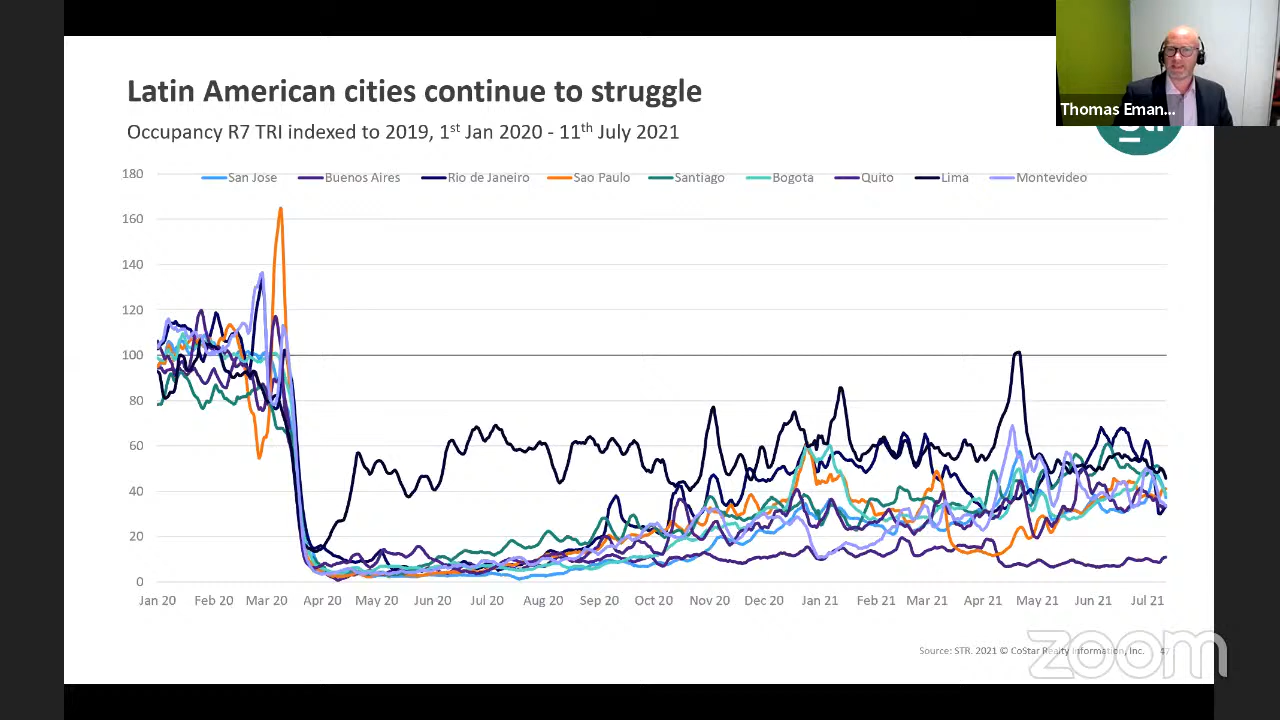 Latin American cities continue to struggle
Occupancy R7 TRI indexed to 2019, 1st Jan 2020 - 11th July 2021
Thomas Eman...
str
San Jose Buenos Aires Rio de Janeiro Sao Paulo Santiago Bogota Quito Lima Montevideo
180
160
140
120
100
80
60
40
20
0
Jan 20 Feb 20 Mar 20 Apr 20 May 20 Jun 20 Jul 20 Aug 20 Sep 20 Oct 20 Nov 20 Dec 20 Jan 21 Feb 21 Mar 21 Apr 21 May 21 Jun 21 Jul 21
Source: STR. 2021 © CoStar Realty Information, Inc. 47
zoom